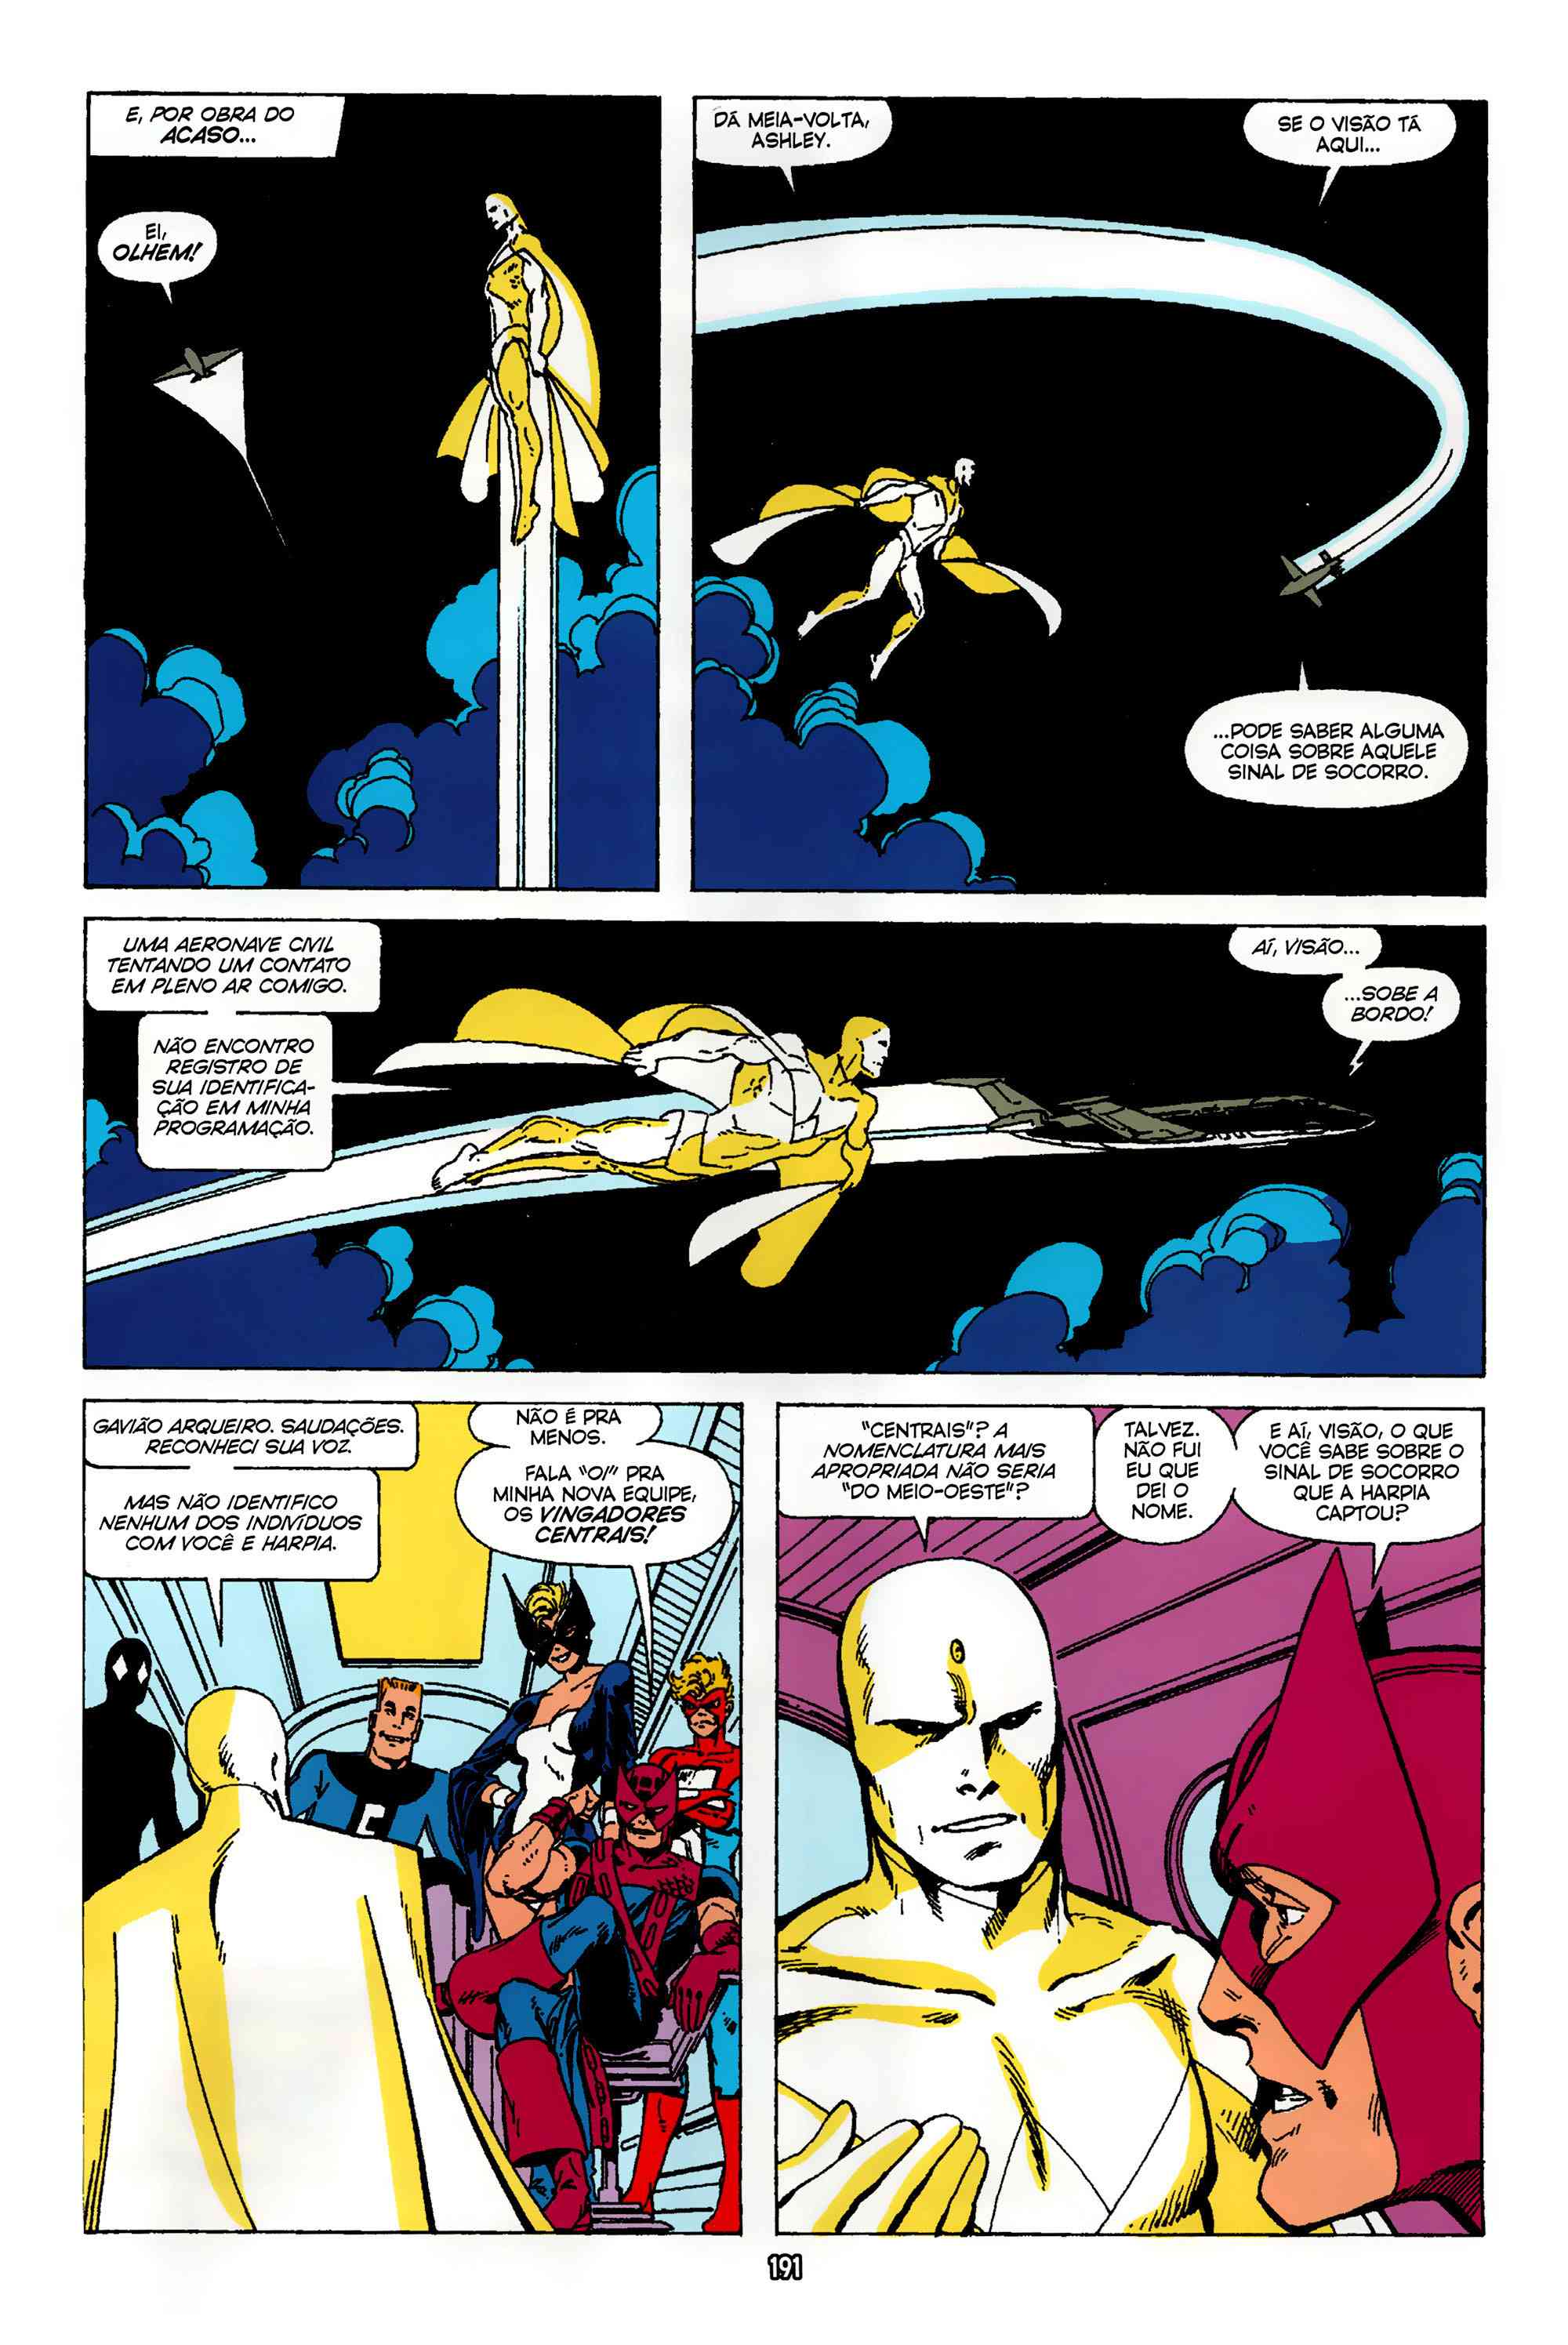 E, POR OBRA DO
ACASO...
EI,
OLHEM!
DÁ MEIA-VOLTA,
ASHLEY.
SE O VISÃO TÁ
AQUI...
...PODE SABER ALGUMA
COISA SOBRE AQUELE
SINAL DE SOCORRO.
UMA AERONAVE CIVIL
TENTANDO UM CONTATO
EM PLENO AR COMIGO.
NÃO ENCONTRO
REGISTRO DE
SUA IDENTIFICA-
ÇÃO EM MINHA
PROGRAMAÇÃO.
AÍ, VISÃO...
...SOBE A
BORDO!
GAVIÃO ARQUEIRO. SAUDAÇÕES.
RECONHECI SUA VOZ.
MAS NÃO IDENTIFICO
NENHUM DOS INDIVÍDUOS
COM VOCÊ E HARPIA.
NÃO É PRA
MENOS.
FALA "OI" PRA
MINHA NOVA EQUIPE,
OS VINGADORES
CENTRAIS!
"CENTRAIS"? A
NOMENCLATURA MAIS
APROPRIADA NÃO SERIA
"DO MEIO-OESTE"?
TALVEZ.
NÃO FUI
EU QUE
DEI O
NOME.
E AÍ, VISÃO, O QUE
VOCÊ SABE SOBRE O
SINAL DE SOCORRO
QUE A HARPIA
CAPTOU?
C
191